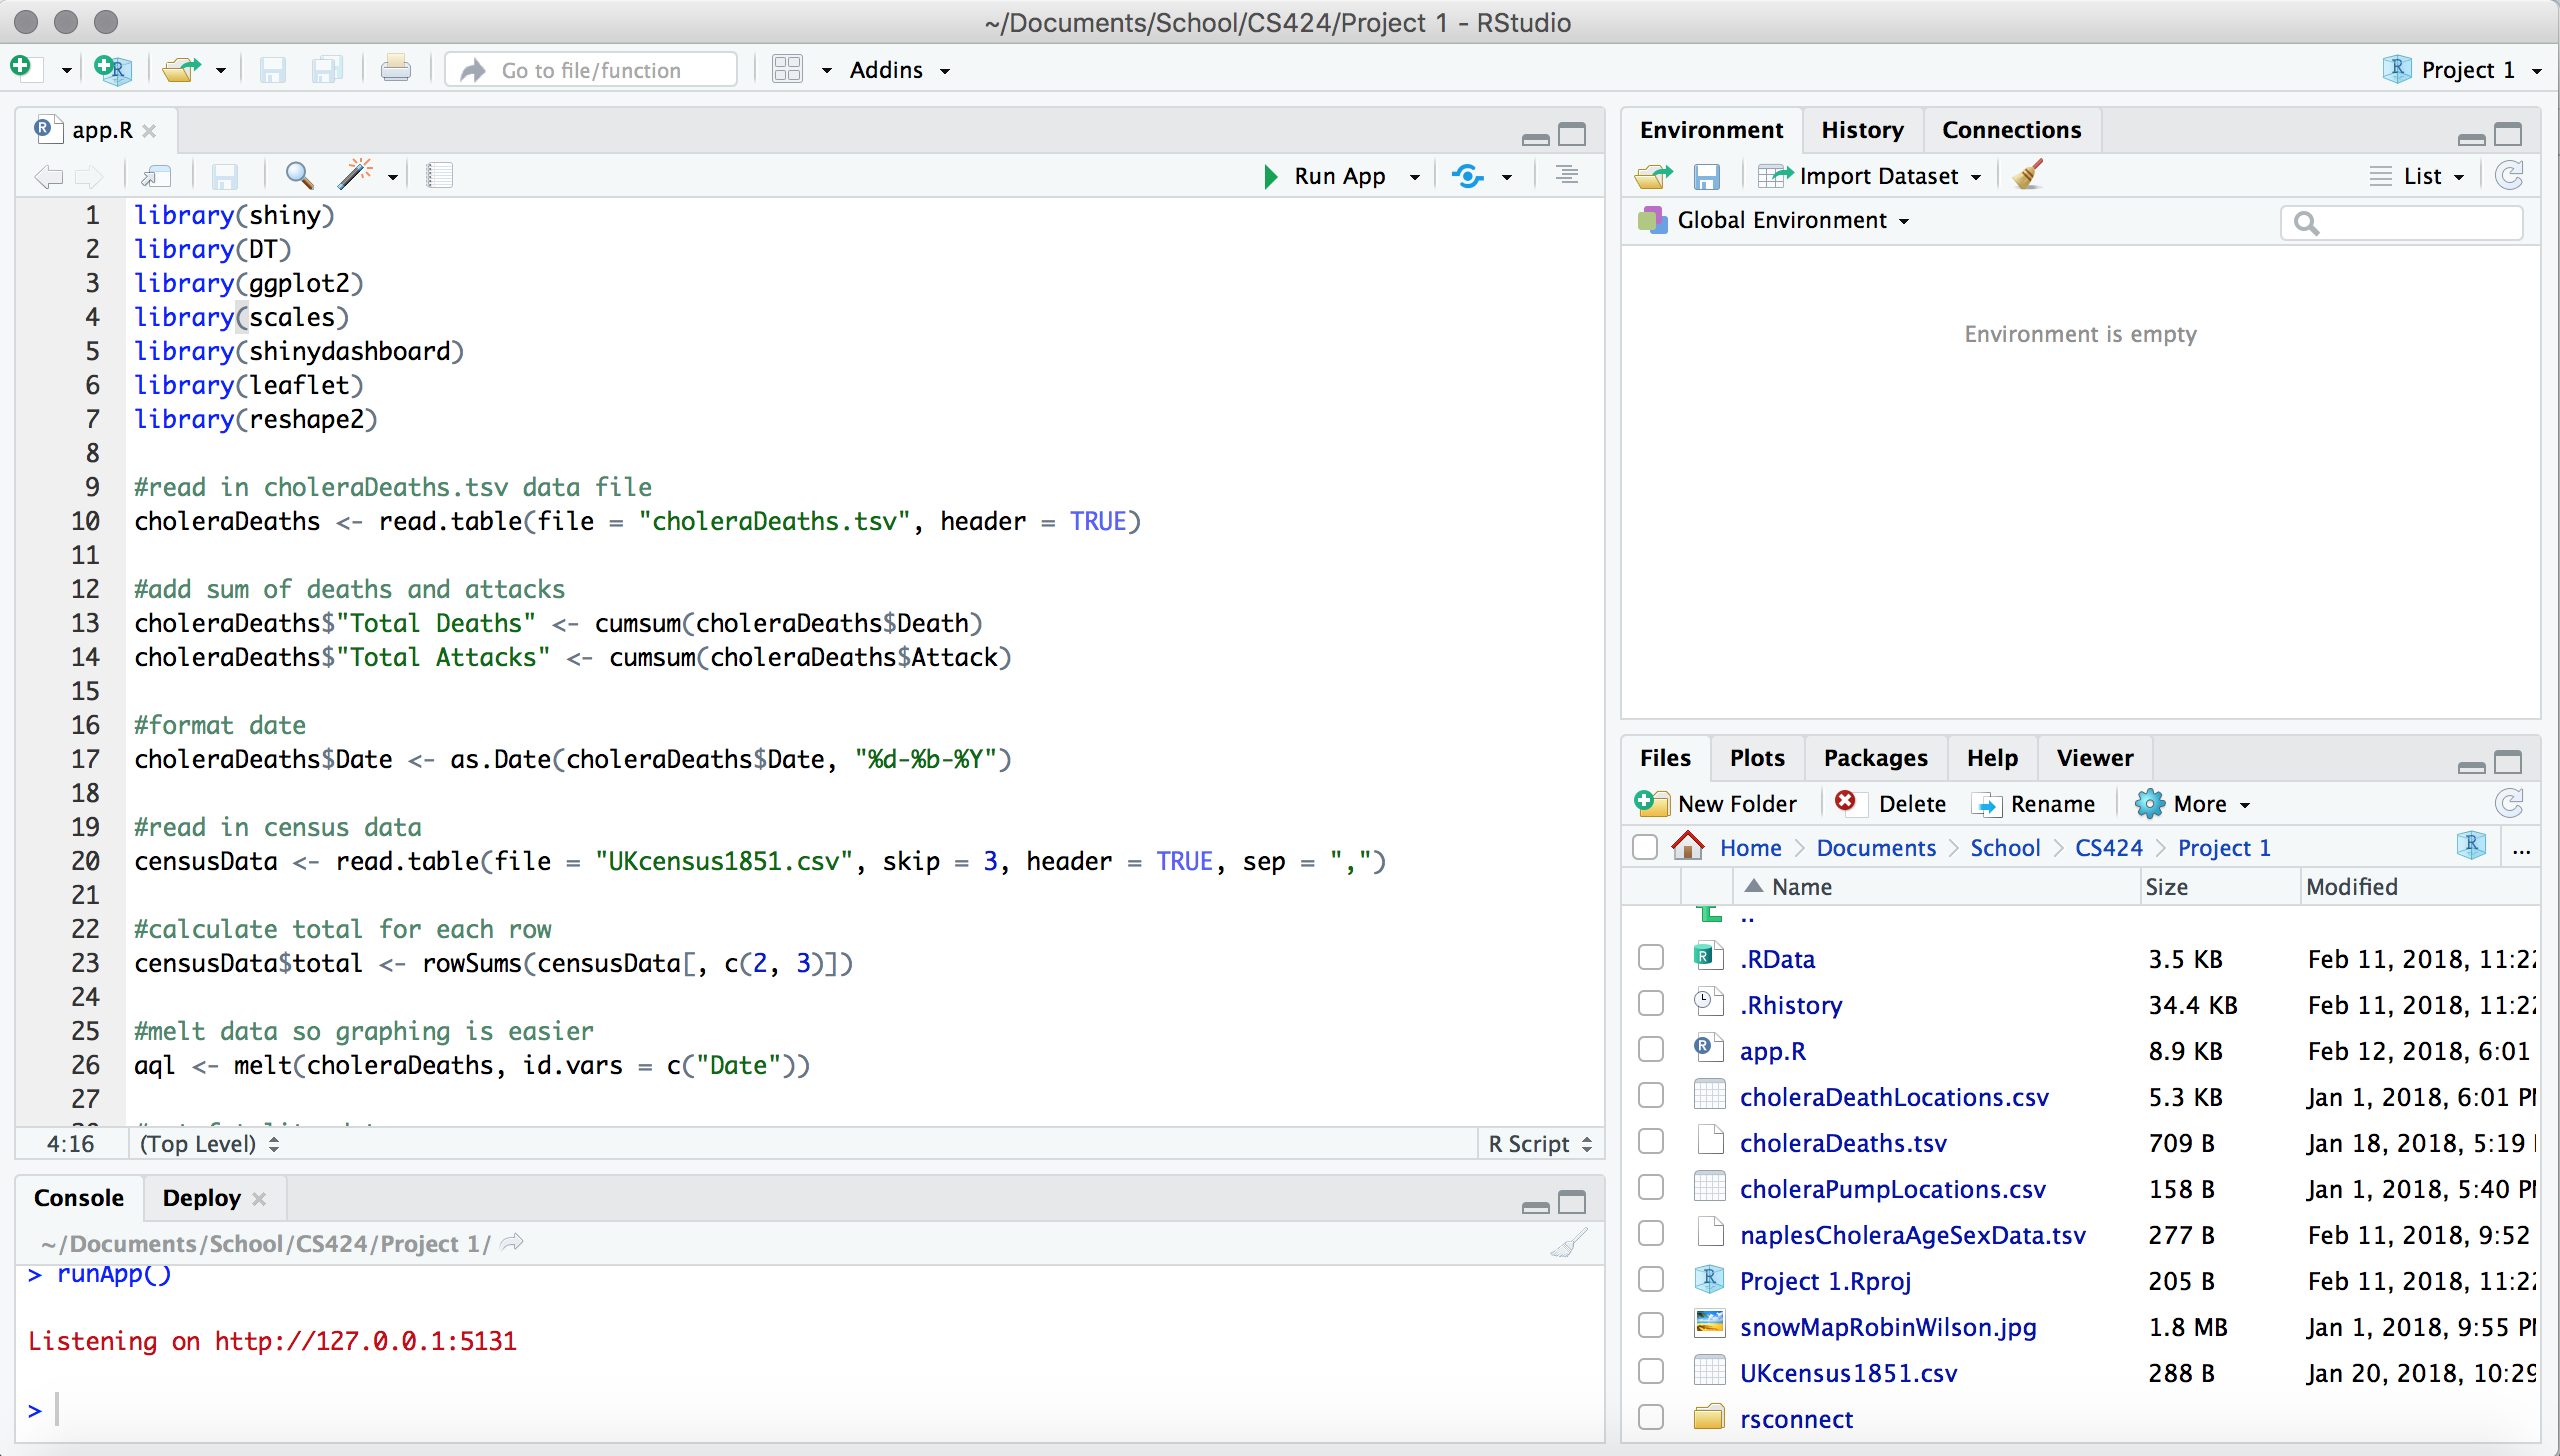 ~/Documents/School/CS424/Project 1 - RStudio
Go to file/function
Addins
Project 1
app.R
Run App
1 library(shiny)
2 library(DT)
3 library(ggplot2)
4 library(scales)
5 library(shinydashboard)
6 library(leaflet)
7 library(reshape2)
8
9 #read in choleraDeaths.tsv data file
10 choleraDeaths <- read.table(file = "choleraDeaths.tsv", header = TRUE)
11
12 #add sum of deaths and attacks
13 choleraDeaths$"Total Deaths" <- cumsum(choleraDeaths$Death)
14 choleraDeaths$"Total Attacks" <- cumsum(choleraDeaths$Attack)
15
16 #format date
17 choleraDeaths$Date <- as.Date(choleraDeaths$Date, "%d-%b-%Y")
18
19 #read in census data
20 censusData <- read.table(file = "UKcensus1851.csv", skip = 3, header = TRUE, sep = ",")
21
22 #calculate total for each row
23 censusData$total <- rowSums(censusData[, c(2, 3)])
24
25 #melt data so graphing is easier
26 aql <- melt(choleraDeaths, id.vars = c("Date"))
27
4:16 (Top Level) R Script
Console Deploy
~/Documents/School/CS424/Project 1/
> runApp()
Listening on http://127.0.0.1:5131
>
Environment History Connections
Import Dataset List
Global Environment
Environment is empty
Files Plots Packages Help Viewer
New Folder Delete Rename More
Home Documents School CS424 Project 1 ...
Name Size Modified
..
.RData 3.5 KB Feb 11, 2018, 11:22
.Rhistory 34.4 KB Feb 11, 2018, 11:22
app.R 8.9 KB Feb 12, 2018, 6:01
choleraDeathLocations.csv 5.3 KB Jan 1, 2018, 6:01 PM
choleraDeaths.tsv 709 B Jan 18, 2018, 5:19
choleraPumpLocations.csv 158 B Jan 1, 2018, 5:40 PM
naplesCholeraAgeSexData.tsv 277 B Feb 11, 2018, 9:52
Project 1.Rproj 205 B Feb 11, 2018, 11:22
snowMapRobinWilson.jpg 1.8 MB Jan 1, 2018, 9:55 PM
UKcensus1851.csv 288 B Jan 20, 2018, 10:29
rsconnect